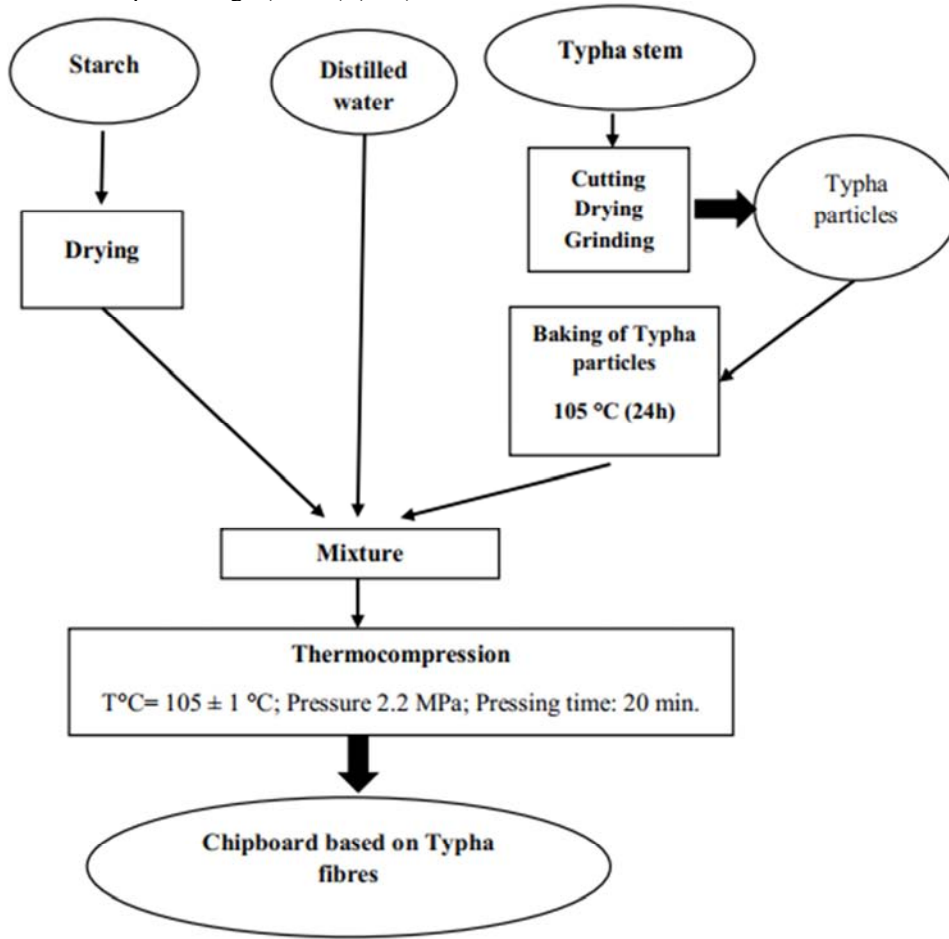 Starch
Distilled
water
Typha stem
Cutting
Drying
Grinding
Typha
particles
Drying
Baking of Typha
particles
105 °C (24h)
Mixture
Thermocompression
T°C= 105 ± 1 °C; Pressure 2.2 MPa; Pressing time: 20 min.
Chipboard based on Typha
fibres